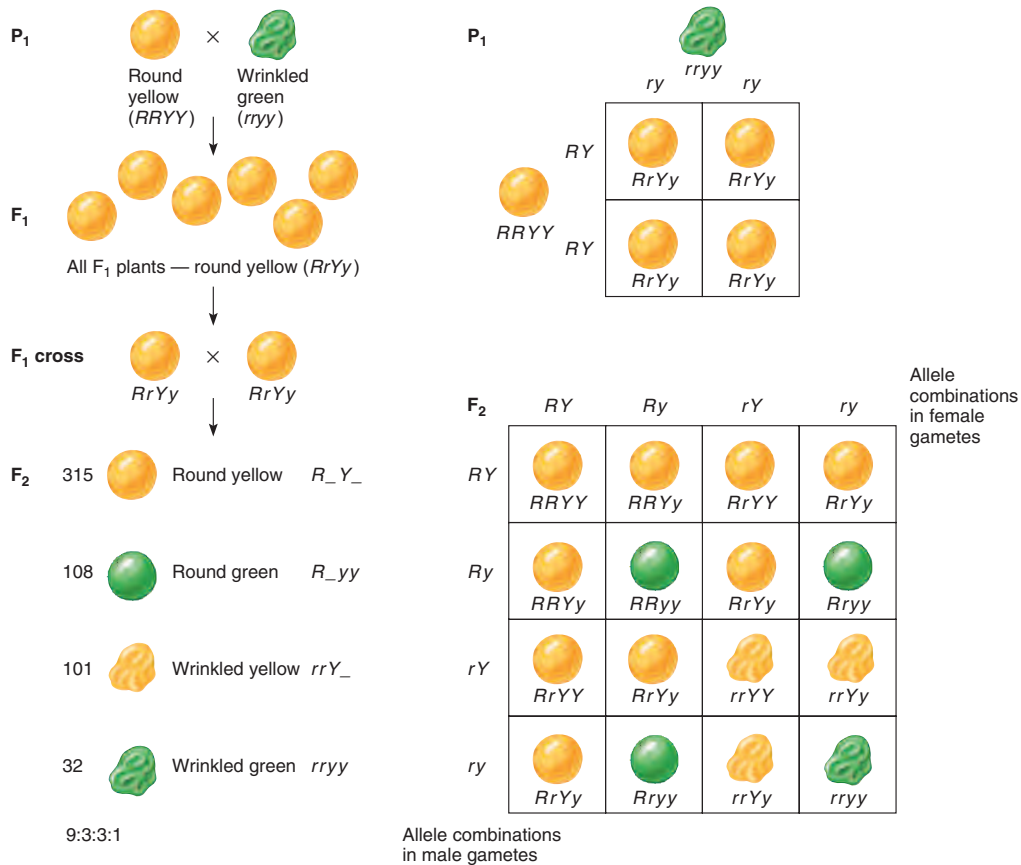 P1
×
Round
yellow
(RRYY)
Wrinkled
green
(rryy)
F1
All F1 plants — round yellow (RrYy)
F1 cross
×
RrYy
RrYy
F2
315
Round yellow
R_Y_
108
Round green
R_yy
101
Wrinkled yellow
rrY_
32
Wrinkled green
rryy
9:3:3:1
P1
rryy
ry
ry
RY
RrYy
RrYy
RRYY
RY
RrYy
RrYy
Allele
combinations
in female
gametes
F2
RY
Ry
rY
ry
RY
RRYY
RRYy
RrYY
RrYy
Ry
RRYy
RRyy
RrYy
Rryy
rY
RrYY
RrYy
rrYY
rrYy
ry
RrYy
Rryy
rrYy
rryy
Allele combinations
in male gametes